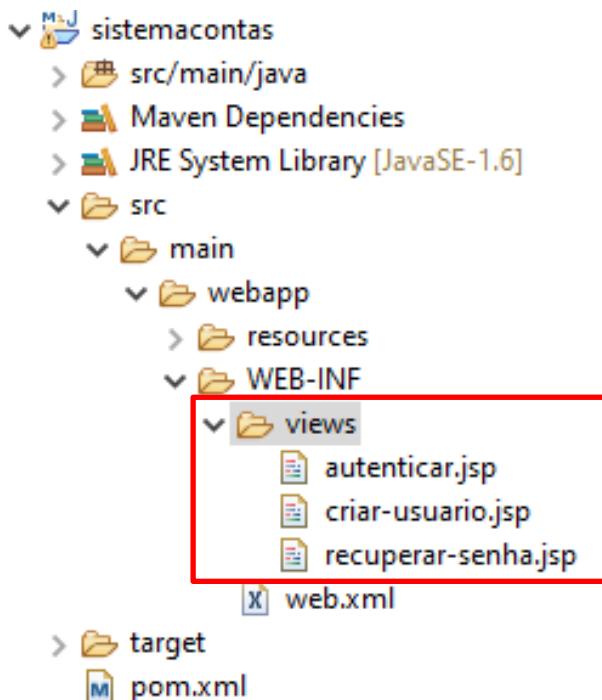 sistemacontas
src/main/java
Maven Dependencies
JRE System Library [JavaSE-1.6]
src
main
webapp
resources
WEB-INF
views
autenticar.jsp
criar-usuario.jsp
recuperar-senha.jsp
web.xml
target
pom.xml